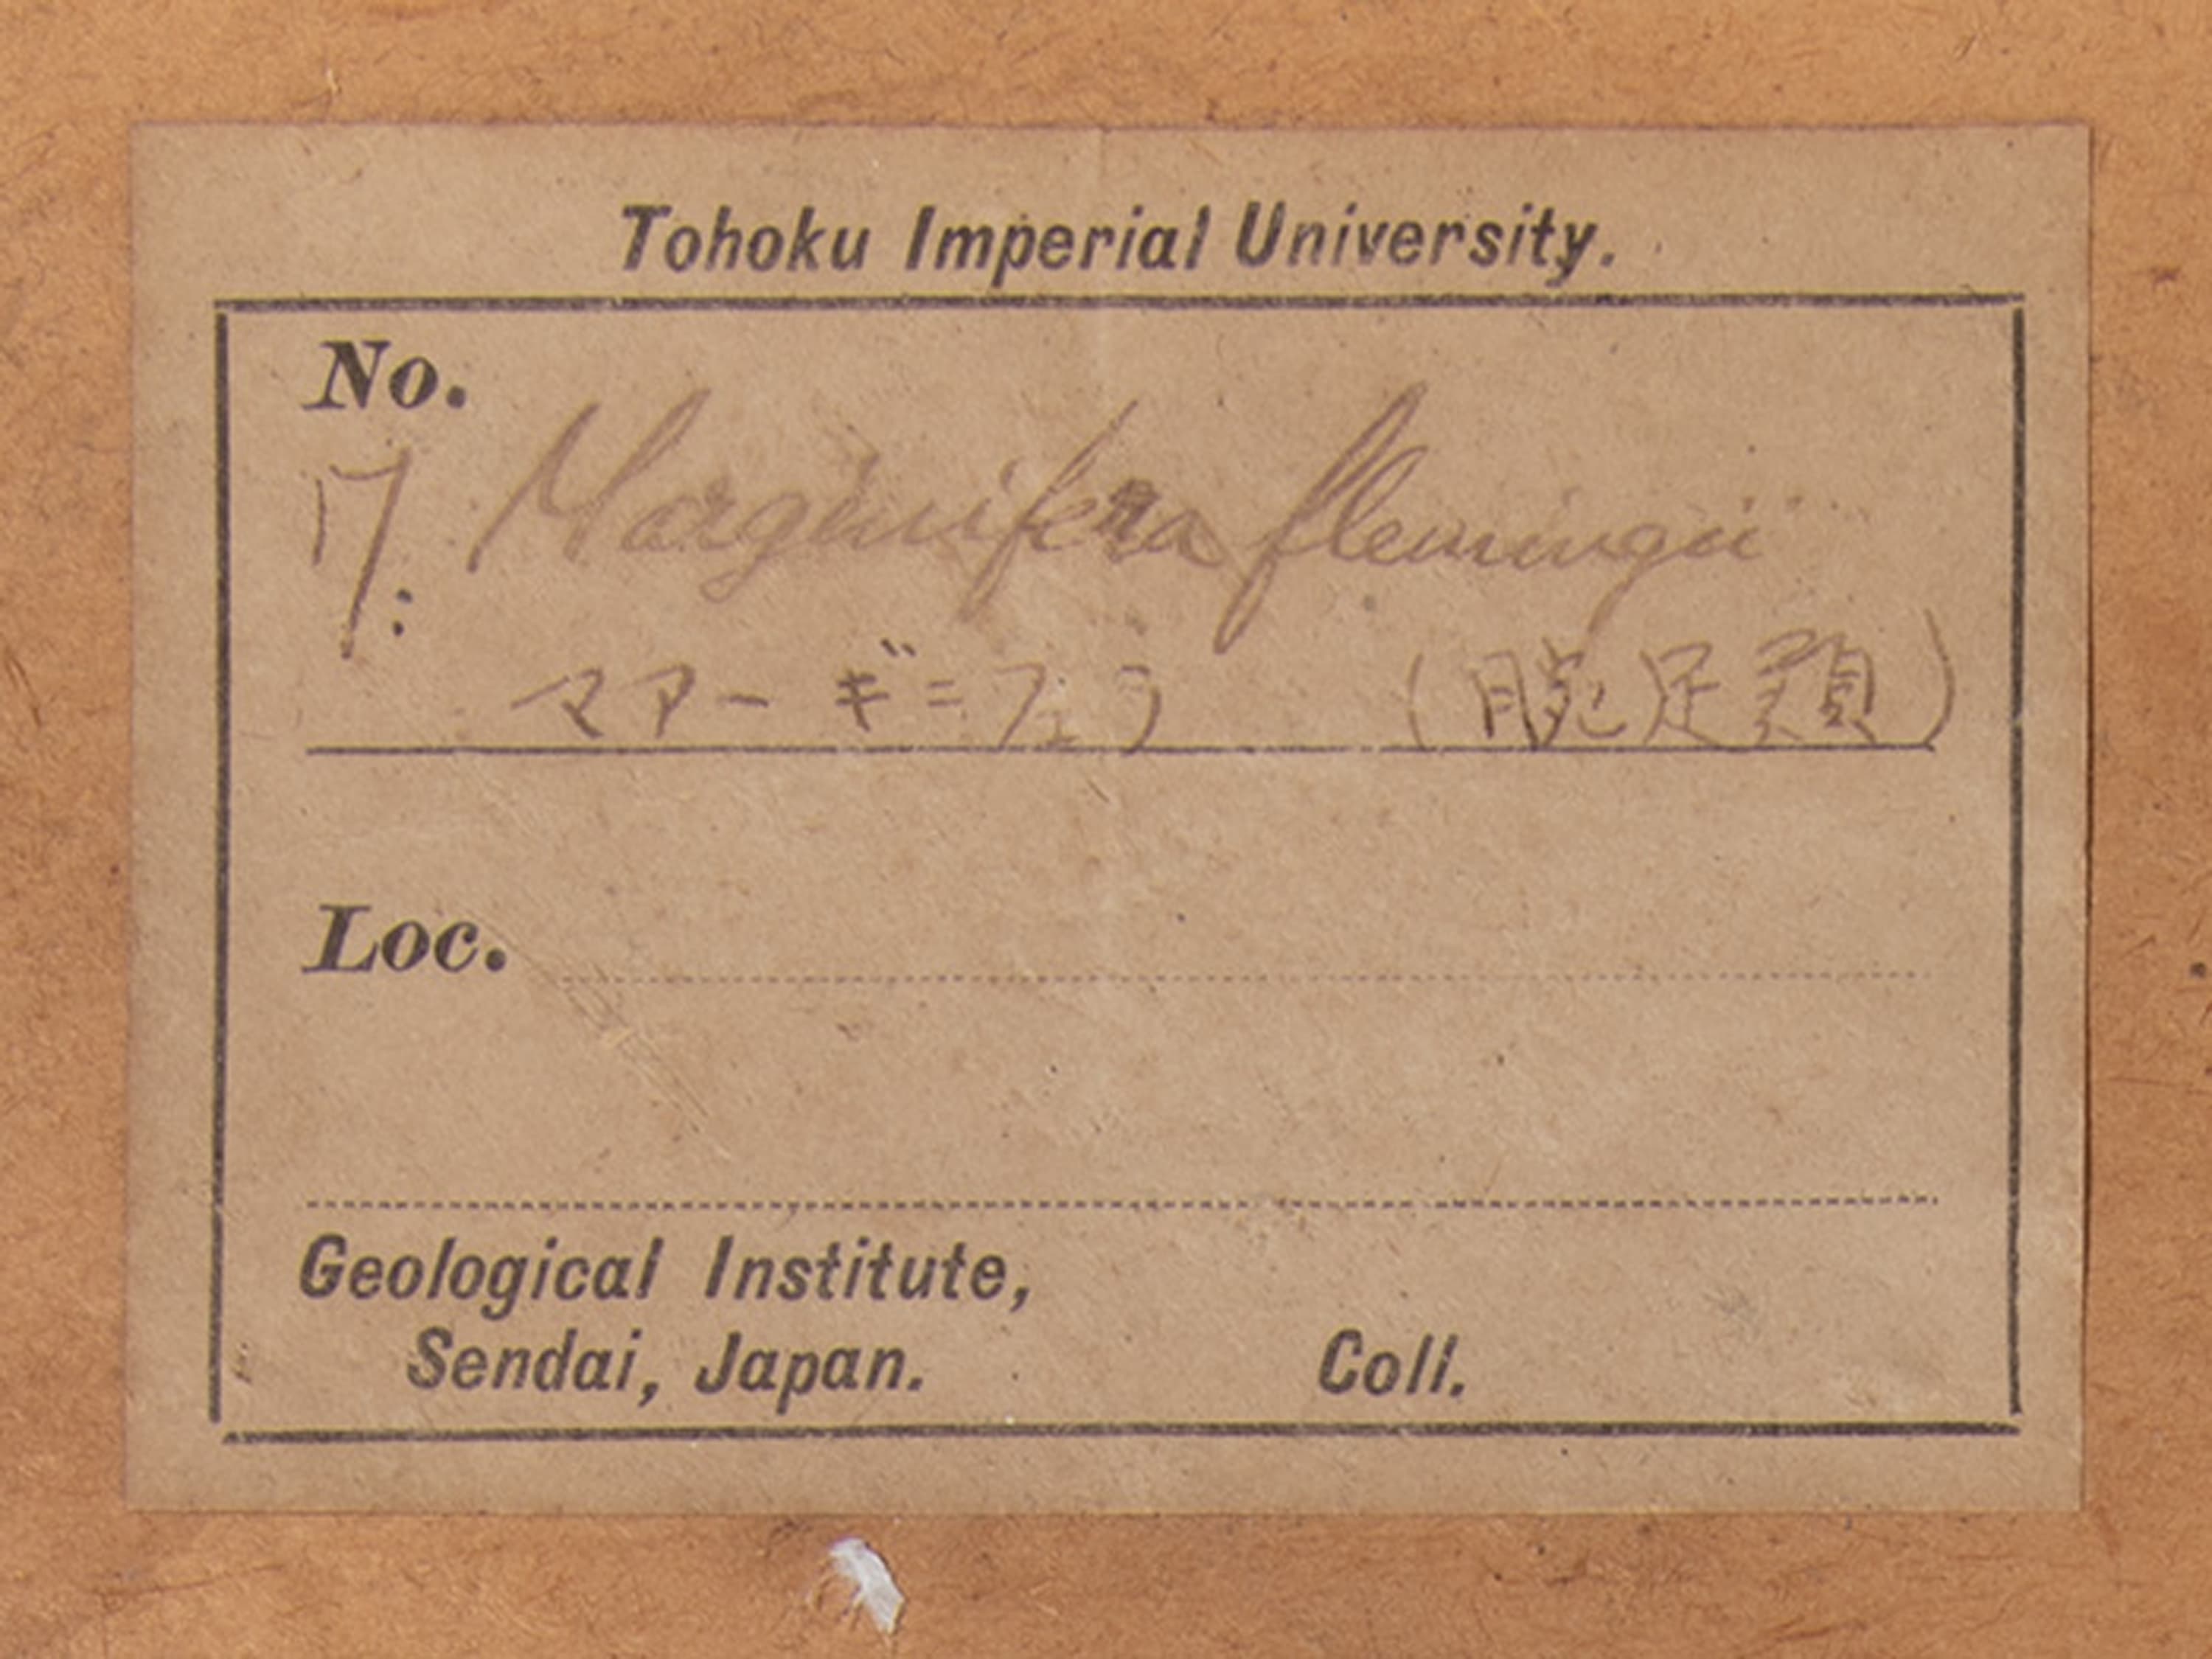 Tohoku Imperial University.
No.
17. Marginifera flemingii
マアーギニフェラ (腕足類)
Loc.
Geological Institute,
Sendai, Japan. Coll.